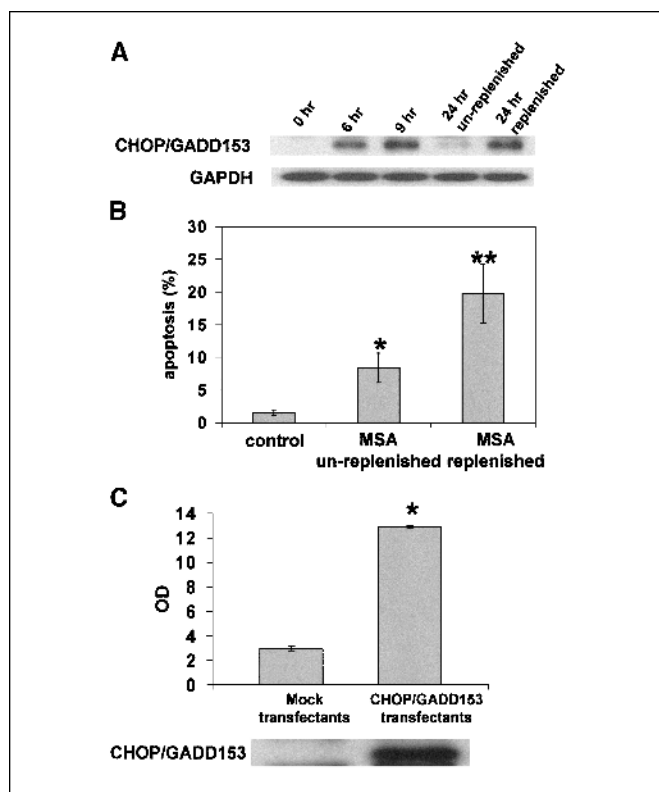 A
0 hr
6 hr
9 hr
24 hr
un-replenished
24 hr
replenished
CHOP/GADD153
GAPDH
B
30
25
20
15
10
5
0
apoptosis (%)
*
**
control
MSA
un-replenished
MSA
replenished
C
14
12
10
8
6
4
2
0
OD
*
Mock
transfectants
CHOP/GADD153
transfectants
CHOP/GADD153